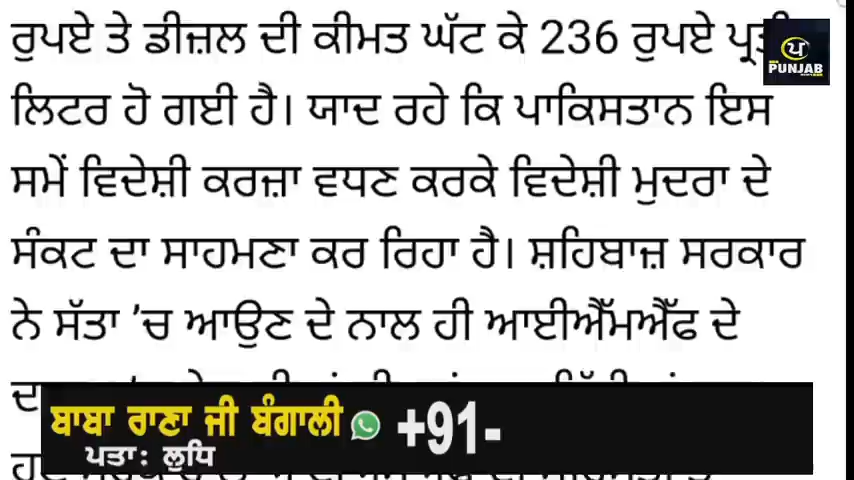 ਰੁਪਏ ਤੇ ਡੀਜ਼ਲ ਦੀ ਕੀਮਤ ਘੱਟ ਕੇ 236 ਰੁਪਏ ਪ੍ਰਤੀ
ਪ
PUNJAB
ਲਿਟਰ ਹੋ ਗਈ ਹੈ। ਯਾਦ ਰਹੇ ਕਿ ਪਾਕਿਸਤਾਨ ਇਸ
ਸਮੇਂ ਵਿਦੇਸ਼ੀ ਕਰਜ਼ਾ ਵਧਣ ਕਰਕੇ ਵਿਦੇਸ਼ੀ ਮੁਦਰਾ ਦੇ
ਸੰਕਟ ਦਾ ਸਾਹਮਣਾ ਕਰ ਰਿਹਾ ਹੈ। ਸ਼ਹਿਬਾਜ਼ ਸਰਕਾਰ
ਨੇ ਸੱਤਾ ’ਚ ਆਉਣ ਦੇ ਨਾਲ ਹੀ ਆਈਐੱਮਐੱਫ ਦੇ
ਬਾਬਾ ਰਾਣਾ ਜੀ ਬੰਗਾਲੀ +91-
ਪਤਾ: ਲੁਧਿ